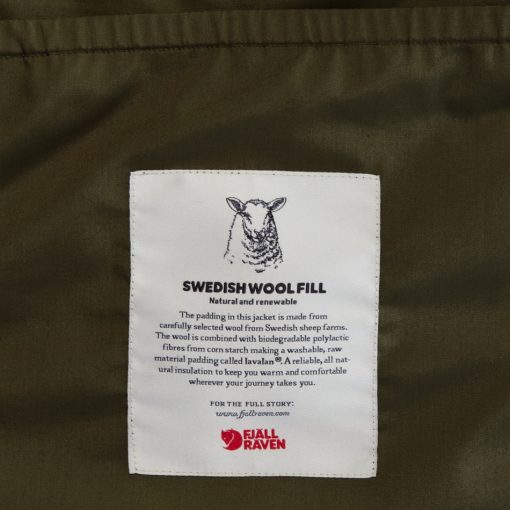 SWEDISH WOOL FILL
Natural and renewable
The padding in this jacket is made from
carefully selected wool from Swedish sheep farms.
The wool is combined with biodegradable polylactic
fibres from corn starch making a washable, raw
material padding called lavalan®. A reliable, all nat-
ural insulation to keep you warm and comfortable
wherever your journey takes you.
FOR THE FULL STORY:
www.fjallraven.com
FJÄLL
RAVEN